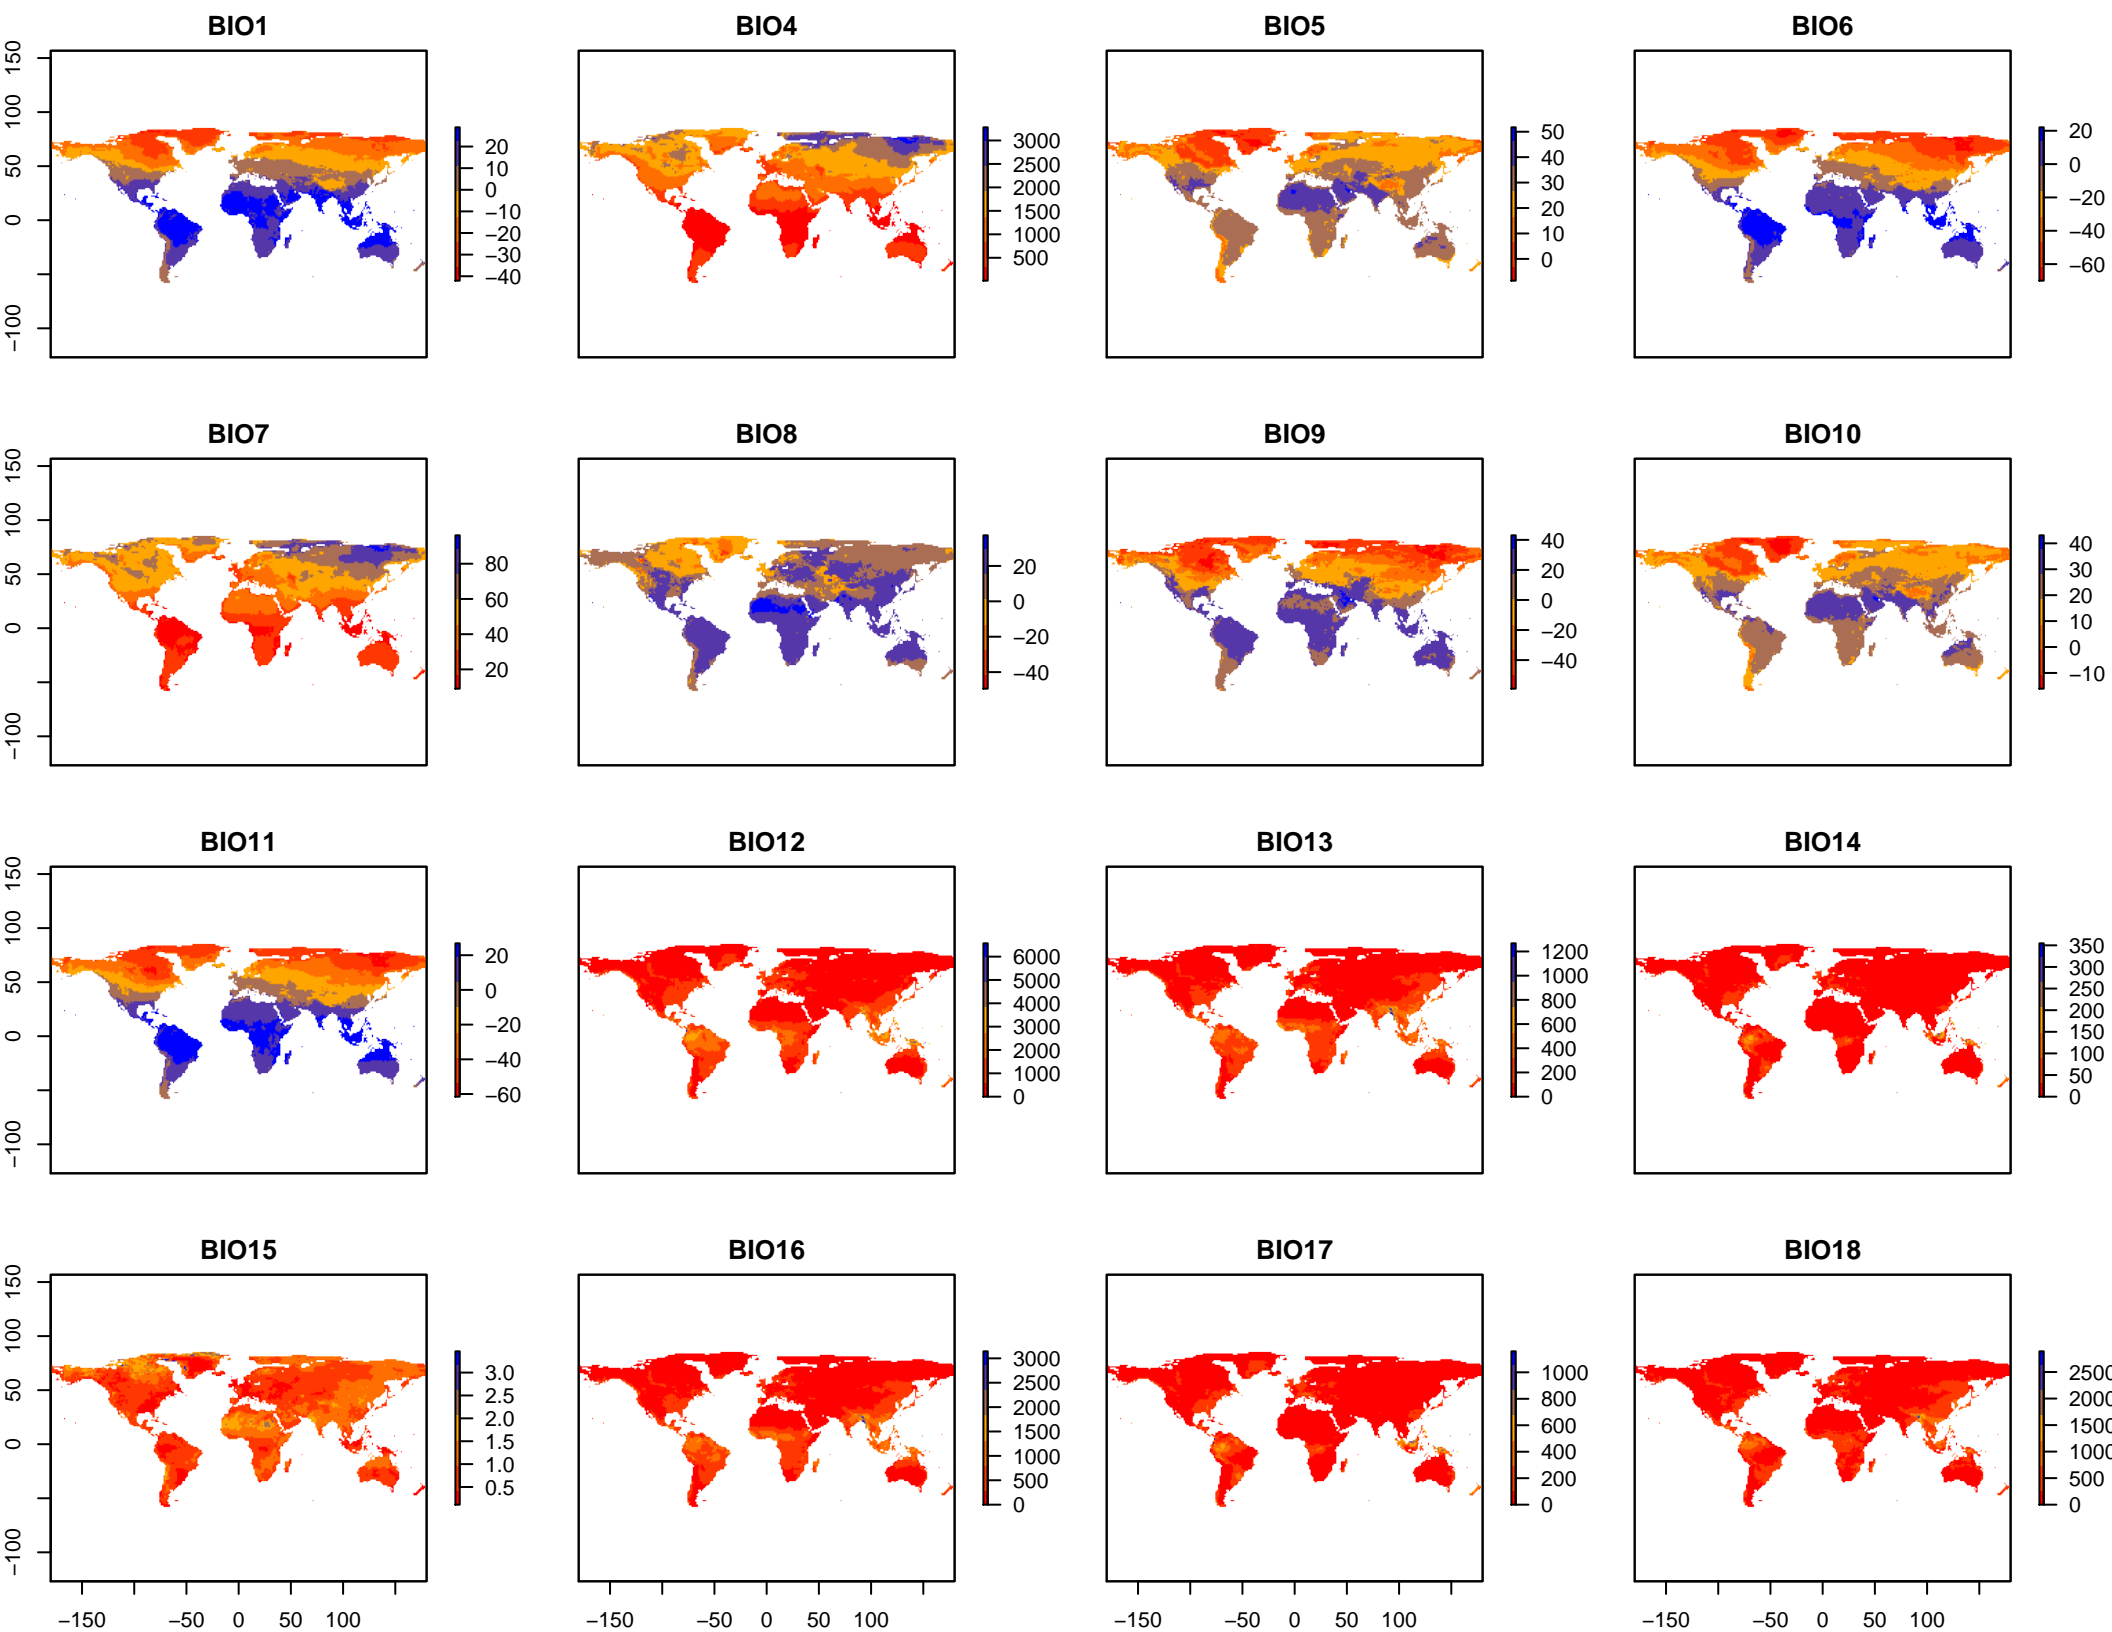 BIO1 BIO4 BIO5 BIO6
150 100 50 0 −100
20 10 0 −10 −20 −30 −40
3000 2500 2000 1500 1000 500
50 40 30 20 10 0
20 0 −20 −40 −60
BIO7 BIO8 BIO9 BIO10
150 100 50 0 −100
80 60 40 20
20 0 −20 −40
40 20 0 −20 −40
40 30 20 10 0 −10
BIO11 BIO12 BIO13 BIO14
150 100 50 0 −100
20 0 −20 −40 −60
6000 5000 4000 3000 2000 1000 0
1200 1000 800 600 400 200 0
350 300 250 200 150 100 50 0
BIO15 BIO16 BIO17 BIO18
150 100 50 0 −100
3.0 2.5 2.0 1.5 1.0 0.5
3000 2500 2000 1500 1000 500 0
1000 800 600 400 200 0
2500 2000 1500 1000 500 0
−150 −50 0 50 100 −150 −50 0 50 100 −150 −50 0 50 100 −150 −50 0 50 100